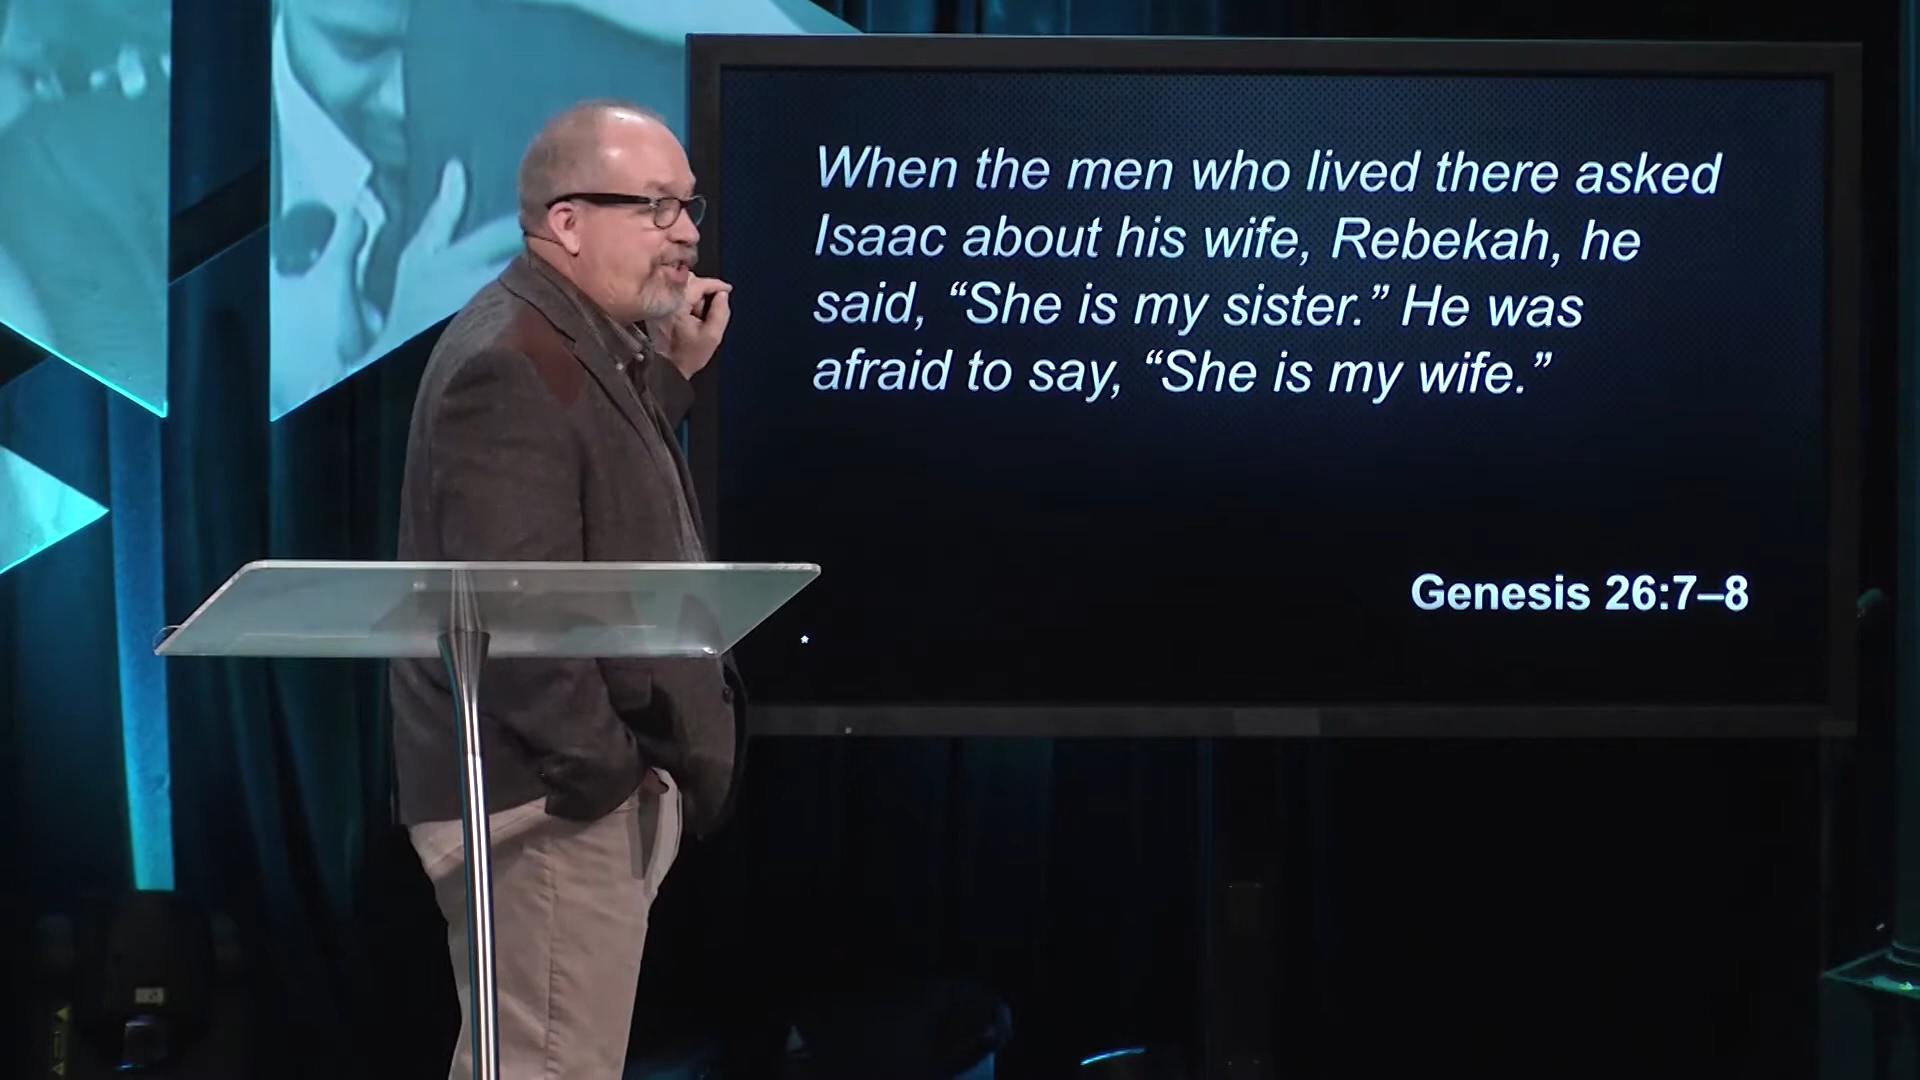 When the men who lived there asked
Isaac about his wife, Rebekah, he
said, “She is my sister.” He was
afraid to say, “She is my wife.”
Genesis 26:7–8